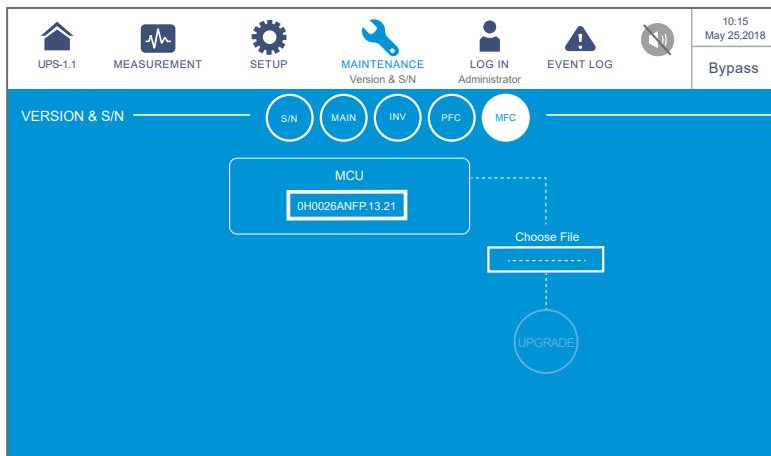 UPS-1.1
MEASUREMENT
SETUP
MAINTENANCE
Version & S/N
LOG IN
Administrator
EVENT LOG
10:15
May 25,2018
Bypass
VERSION & S/N
S/N
MAIN
INV
PFC
MFC
MCU
0H0026ANFP.13.21
Choose File
--------------
UPGRADE